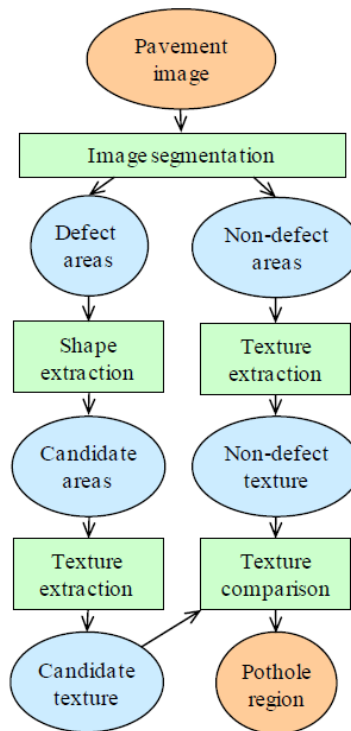 Pavement
image
Image segmentation
Defect
areas
Non-defect
areas
Shape
extraction
Texture
extraction
Candidate
areas
Non-defect
texture
Texture
extraction
Texture
comparison
Candidate
texture
Pothole
region